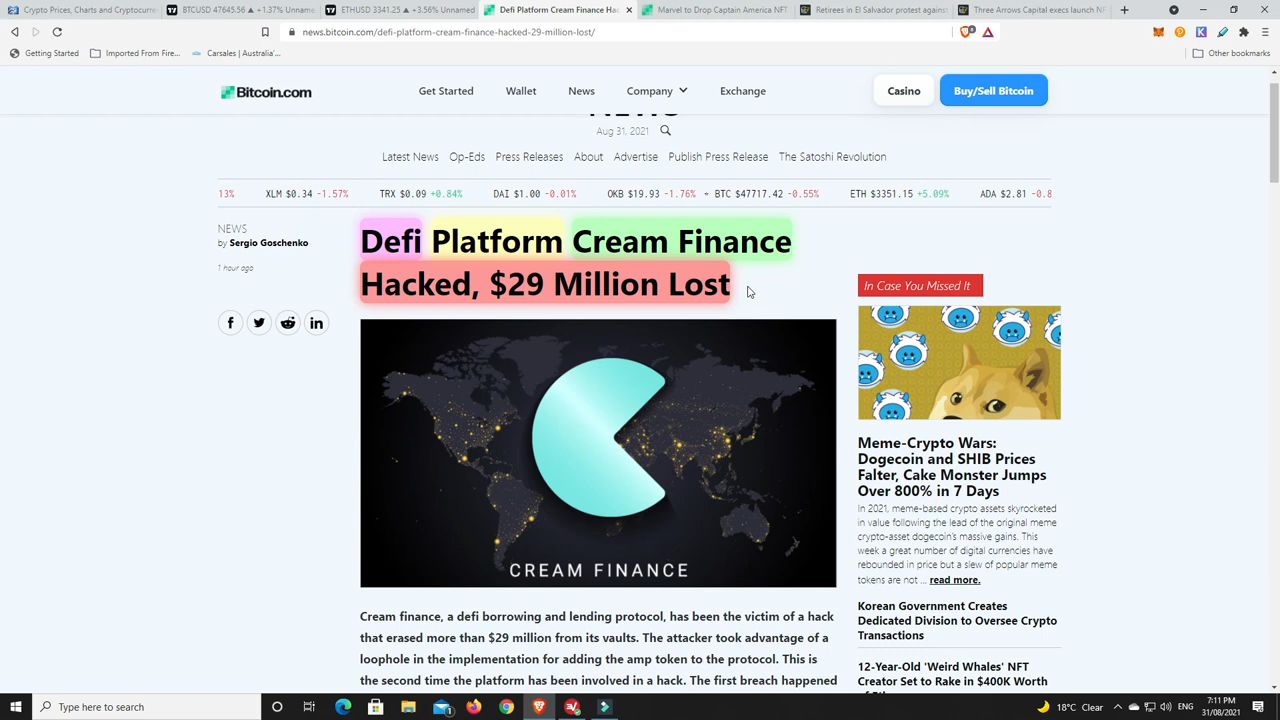 Crypto Prices, Charts and Cryptocurre
BTCUSD 47645.56 ▲ +1.37% Unname
ETHUSD 3341.25 ▲ +3.56% Unnamed
Defi Platform Cream Finance Hac
Marvel to Drop Captain America NFT
Retirees in El Salvador protest against
Three Arrows Capital execs launch NF
news.bitcoin.com/defi-platform-cream-finance-hacked-29-million-lost/
Getting Started
Imported From Fire...
Carsales | Australia'...
Other bookmarks
Bitcoin.com
Get Started
Wallet
News
Company
Exchange
Casino
Buy/Sell Bitcoin
NEWS
Aug 31, 2021
Latest News Op-Eds Press Releases About Advertise Publish Press Release The Satoshi Revolution
13% XLM $0.34 -1.57% TRX $0.09 +0.84% DAI $1.00 -0.01% OKB $19.93 -1.76% BTC $47717.42 -0.55% ETH $3351.15 +5.09% ADA $2.81 -0.8
NEWS
by Sergio Goschenko
1 hour ago
Defi Platform Cream Finance
Hacked, $29 Million Lost
CREAM FINANCE
Cream finance, a defi borrowing and lending protocol, has been the victim of a hack
that erased more than $29 million from its vaults. The attacker took advantage of a
loophole in the implementation for adding the amp token to the protocol. This is
the second time the platform has been involved in a hack. The first breach happened
In Case You Missed It
Meme-Crypto Wars:
Dogecoin and SHIB Prices
Falter, Cake Monster Jumps
Over 800% in 7 Days
In 2021, meme-based crypto assets skyrocketed
in value following the lead of the original meme
crypto-asset dogecoin's massive gains. This
week a great number of digital currencies have
rebounded in price but a slew of popular meme
tokens are not ... read more.
Korean Government Creates
Dedicated Division to Oversee Crypto
Transactions
12-Year-Old 'Weird Whales' NFT
Creator Set to Rake in $400K Worth
Type here to search
18°C Clear
ENG
7:11 PM
31/08/2021